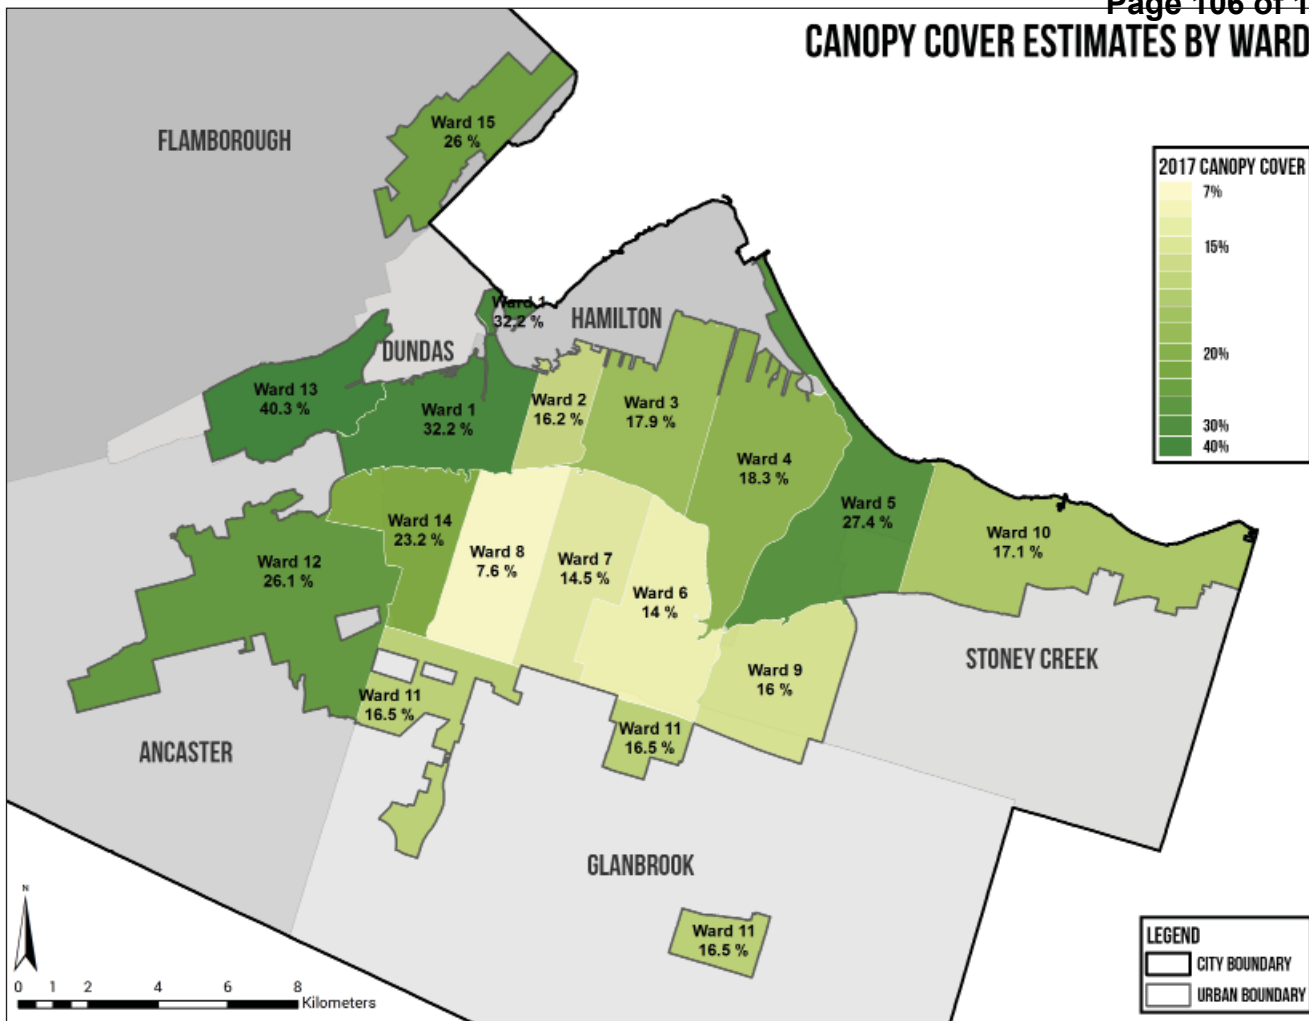 Page 106 of 1
CANOPY COVER ESTIMATES BY WARD
FLAMBOROUGH
Ward 15
26 %
2017 CANOPY COVER
7%
15%
20%
30%
40%
Ward 1
32.2 %
HAMILTON
DUNDAS
Ward 13
40.3 %
Ward 1
32.2 %
Ward 2
16.2 %
Ward 3
17.9 %
Ward 4
18.3 %
Ward 5
27.4 %
Ward 10
17.1 %
Ward 14
23.2 %
Ward 12
26.1 %
Ward 8
7.6 %
Ward 7
14.5 %
Ward 6
14 %
Ward 9
16 %
STONEY CREEK
Ward 11
16.5 %
Ward 11
16.5 %
ANCASTER
GLANBROOK
Ward 11
16.5 %
N
0 1 2 4 6 8
Kilometers
LEGEND
CITY BOUNDARY
URBAN BOUNDARY